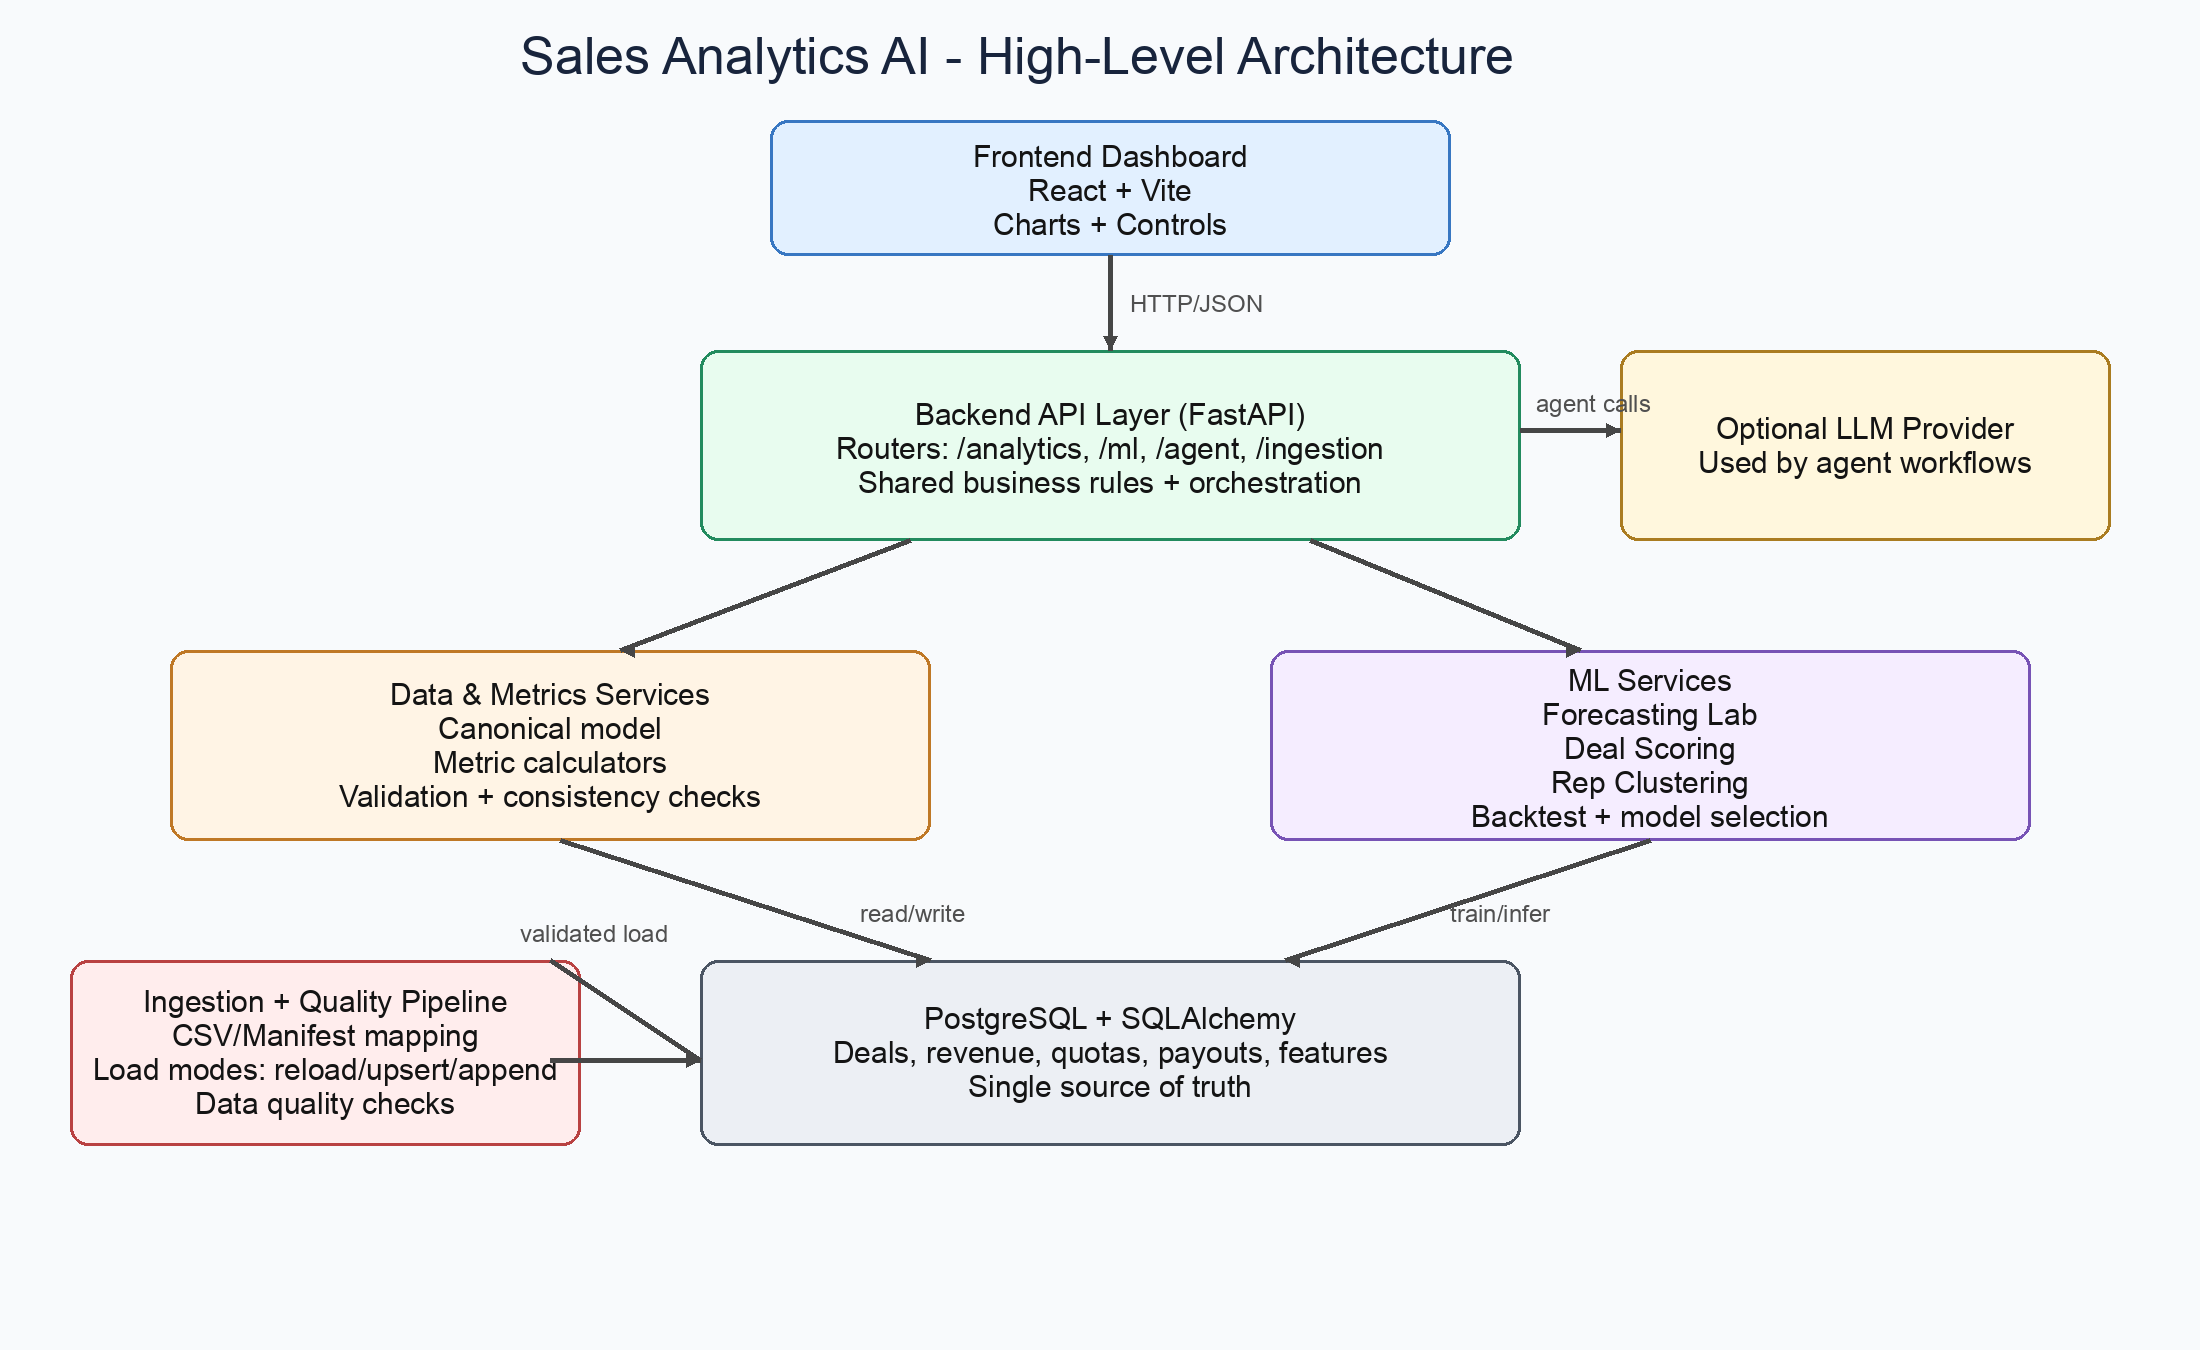 Sales Analytics AI - High-Level Architecture
Frontend Dashboard
React + Vite
Charts + Controls
HTTP/JSON
Backend API Layer (FastAPI)
Routers: /analytics, /ml, /agent, /ingestion
Shared business rules + orchestration
agent calls
Optional LLM Provider
Used by agent workflows
Data & Metrics Services
Canonical model
Metric calculators
Validation + consistency checks
ML Services
Forecasting Lab
Deal Scoring
Rep Clustering
Backtest + model selection
read/write
train/infer
validated load
Ingestion + Quality Pipeline
CSV/Manifest mapping
Load modes: reload/upsert/append
Data quality checks
PostgreSQL + SQLAlchemy
Deals, revenue, quotas, payouts, features
Single source of truth